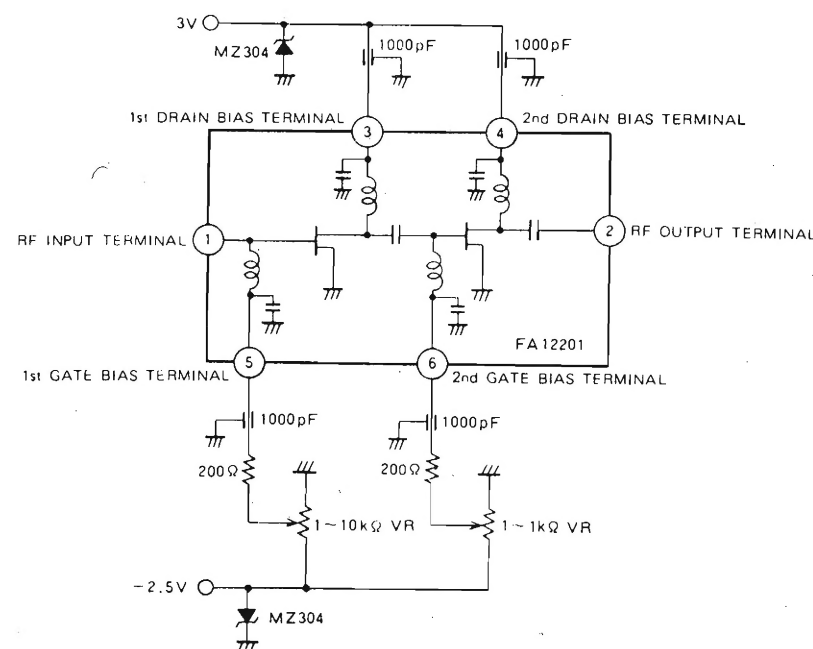 3V
MZ304
1000pF
1000pF
1st DRAIN BIAS TERMINAL
3
4
2nd DRAIN BIAS TERMINAL
RF INPUT TERMINAL
1
2
RF OUTPUT TERMINAL
FA12201
1st GATE BIAS TERMINAL
5
6
2nd GATE BIAS TERMINAL
1000pF
1000pF
200Ω
200Ω
1~10kΩ VR
1~1kΩ VR
-2.5V
MZ304